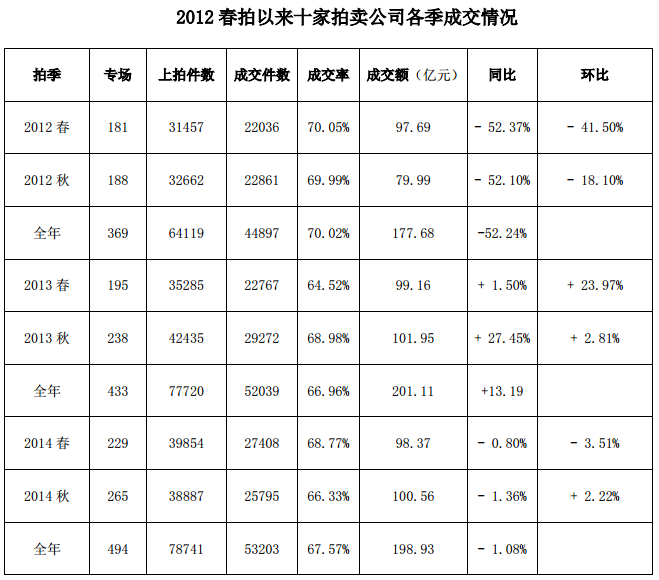 2012 春拍以来十家拍卖公司各季成交情况
拍季 专场 上拍件数 成交件数 成交率 成交额（亿元） 同比 环比
2012 春 181 31457 22036 70.05% 97.69 － 52.37% － 41.50%
2012 秋 188 32662 22861 69.99% 79.99 － 52.10% － 18.10%
全年 369 64119 44897 70.02% 177.68 -52.24%
2013 春 195 35285 22767 64.52% 99.16 + 1.50% + 23.97%
2013 秋 238 42435 29272 68.98% 101.95 + 27.45% + 2.81%
全年 433 77720 52039 66.96% 201.11 +13.19
2014 春 229 39854 27408 68.77% 98.37 － 0.80% － 3.51%
2014 秋 265 38887 25795 66.33% 100.56 － 1.36% + 2.22%
全年 494 78741 53203 67.57% 198.93 － 1.08%